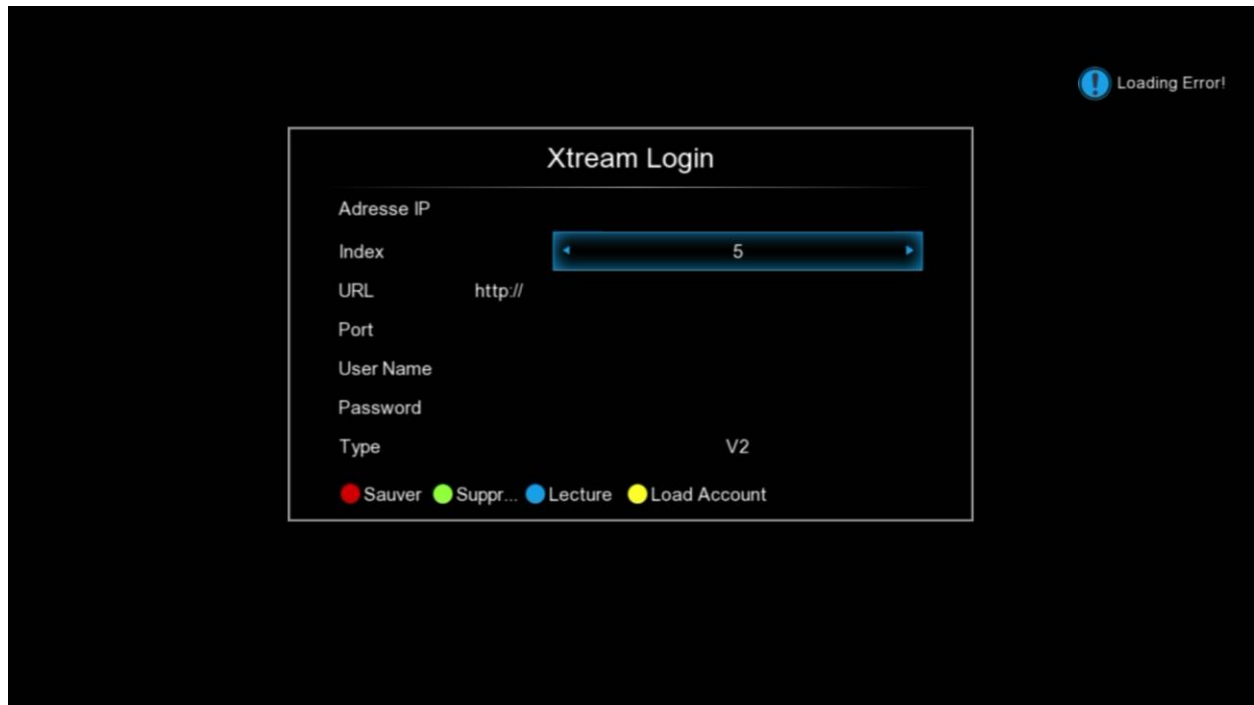 Loading Error!
Xtream Login
Adresse IP
Index 5
URL http://
Port
User Name
Password
Type V2
Sauver Suppr... Lecture Load Account